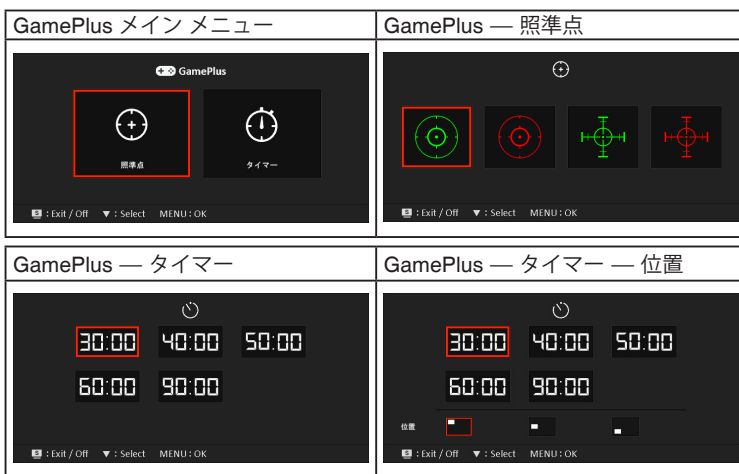 GamePlus メイン メニュー
GamePlus — 照準点
GamePlus
照準点
タイマー
S : Exit / Off ▼ : Select MENU : OK
S : Exit / Off ▼ : Select MENU : OK
GamePlus — タイマー
GamePlus — タイマー — 位置
30:00 40:00 50:00
60:00 90:00
S : Exit / Off ▼ : Select MENU : OK
30:00 40:00 50:00
60:00 90:00
位置
S : Exit / Off ▼ : Select MENU : OK